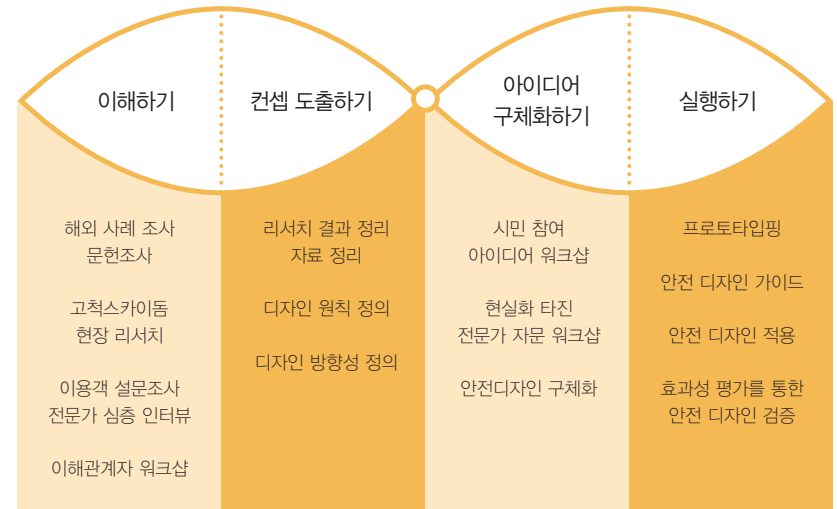 이해하기
컨셉 도출하기
아이디어
구체화하기
실행하기
해외 사례 조사
문헌조사
고척스카이돔
현장 리서치
이용객 설문조사
전문가 심층 인터뷰
이해관계자 워크샵
리서치 결과 정리
자료 정리
디자인 원칙 정의
디자인 방향성 정의
시민 참여
아이디어 워크샵
현실화 타진
전문가 자문 워크샵
안전디자인 구체화
프로토타입핑
안전 디자인 가이드
안전 디자인 적용
효과성 평가를 통한
안전 디자인 검증